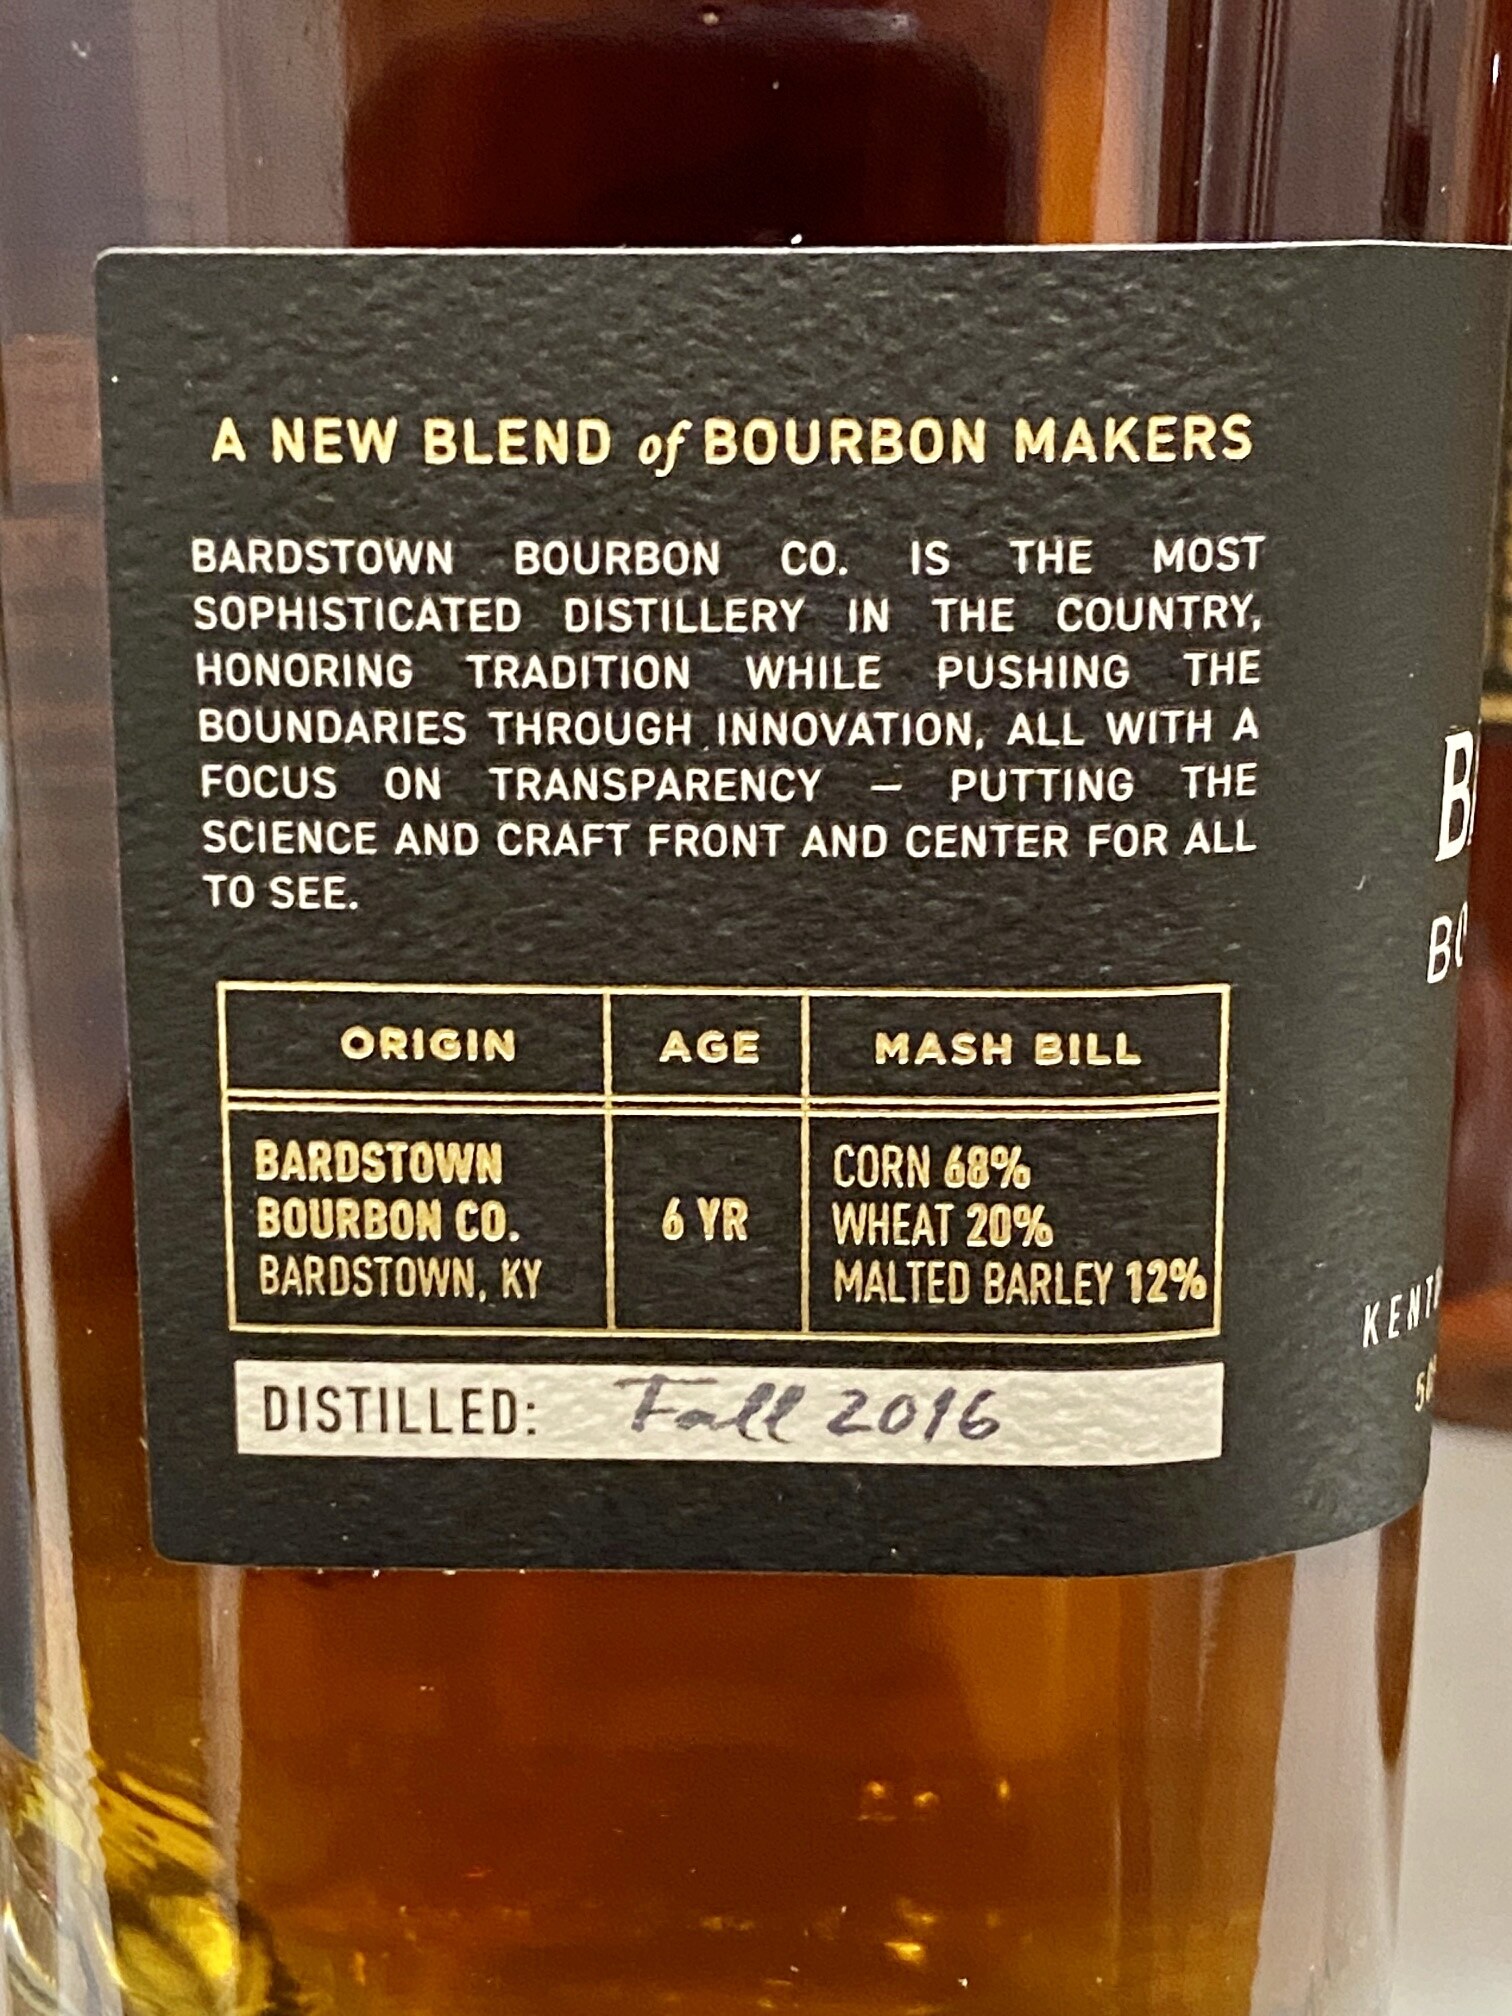 A NEW BLEND of BOURBON MAKERS
BARDSTOWN BOURBON CO. IS THE MOST
SOPHISTICATED DISTILLERY IN THE COUNTRY,
HONORING TRADITION WHILE PUSHING THE
BOUNDARIES THROUGH INNOVATION, ALL WITH A
FOCUS ON TRANSPARENCY – PUTTING THE
SCIENCE AND CRAFT FRONT AND CENTER FOR ALL
TO SEE.
ORIGIN AGE MASH BILL
BARDSTOWN
BOURBON CO.
BARDSTOWN, KY
6 YR
CORN 68%
WHEAT 20%
MALTED BARLEY 12%
DISTILLED: Fall 2016